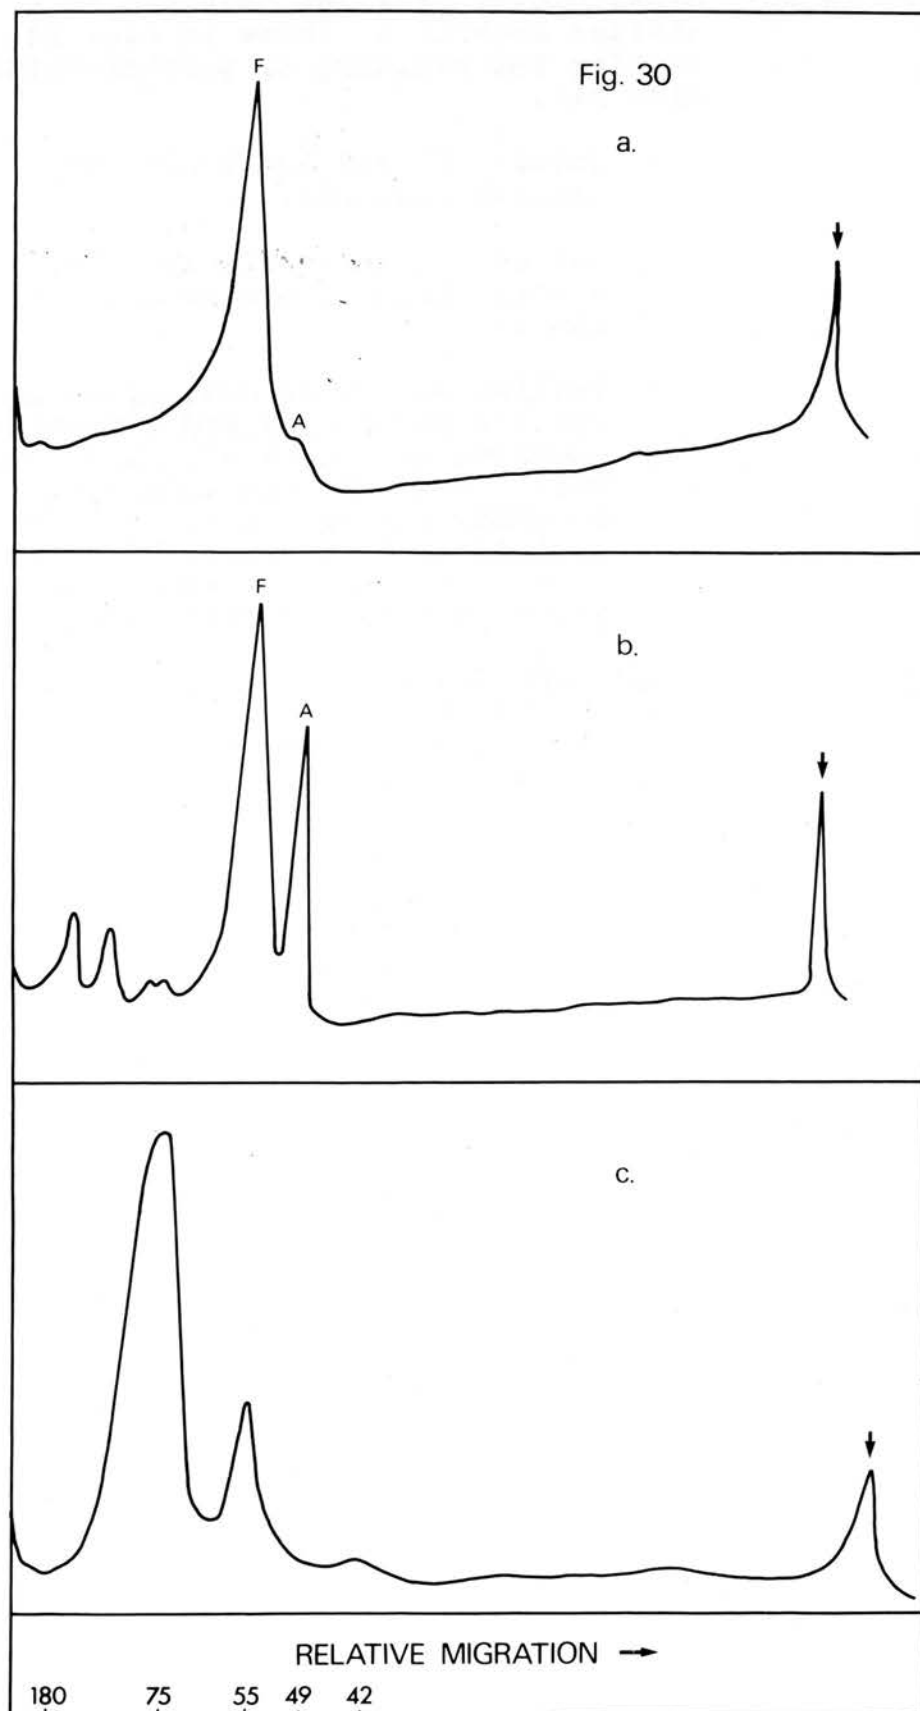 Fig. 30
F
a.
A
F
b.
A
c.
RELATIVE MIGRATION →
180 75 55 49 42